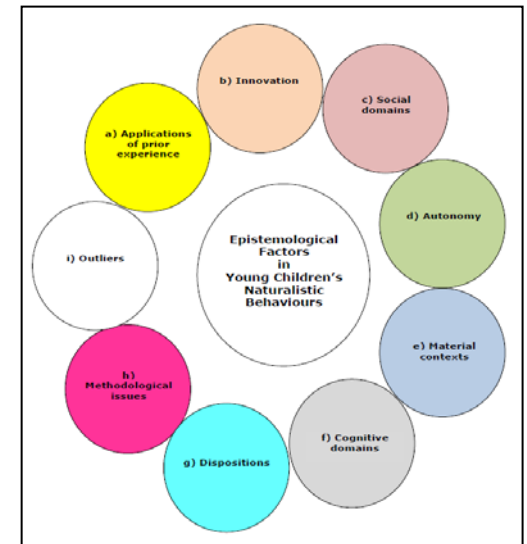 b) Innovation
c) Social
domains
a) Applications
of prior
experience
d) Autonomy
Epistemological
Factors
in
Young Children’s
Naturalistic
Behaviours
i) Outliers
e) Material
contexts
h)
Methodological
issues
f) Cognitive
domains
g) Dispositions